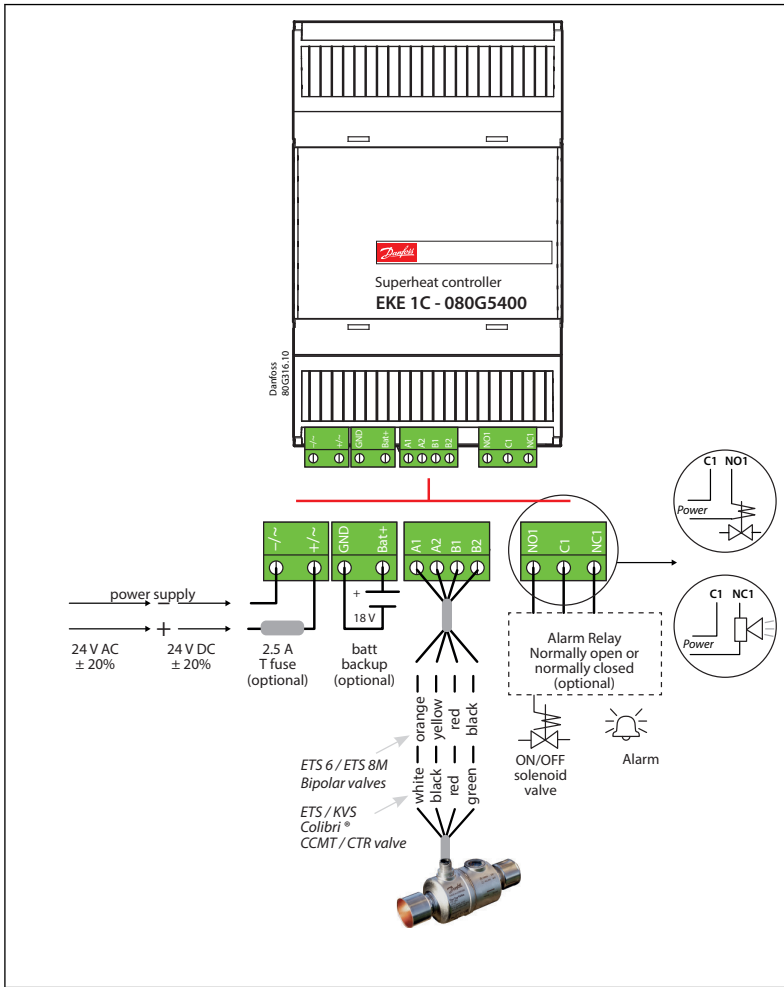 Danfoss
Superheat controller
EKE 1C - 080G5400
Danfoss
80G316.10
-/~
+/~
GND
Bat+
A1
A2
B1
B2
NO1
C1
NC1
C1 NO1
Power
-/~
+/~
GND
Bat+
A1
A2
B1
B2
NO1
C1
NC1
power supply
−
+
24 V AC
± 20%
24 V DC
± 20%
2.5 A
T fuse
(optional)
+
18 V
batt
backup
(optional)
Alarm Relay
Normally open or
normally closed
(optional)
C1 NC1
Power
orange
yellow
red
black
ETS 6 / ETS 8M
Bipolar valves
white
black
red
green
ETS / KVS
Colibri ®
CCMT / CTR valve
ON/OFF
solenoid
valve
Alarm
Danfoss